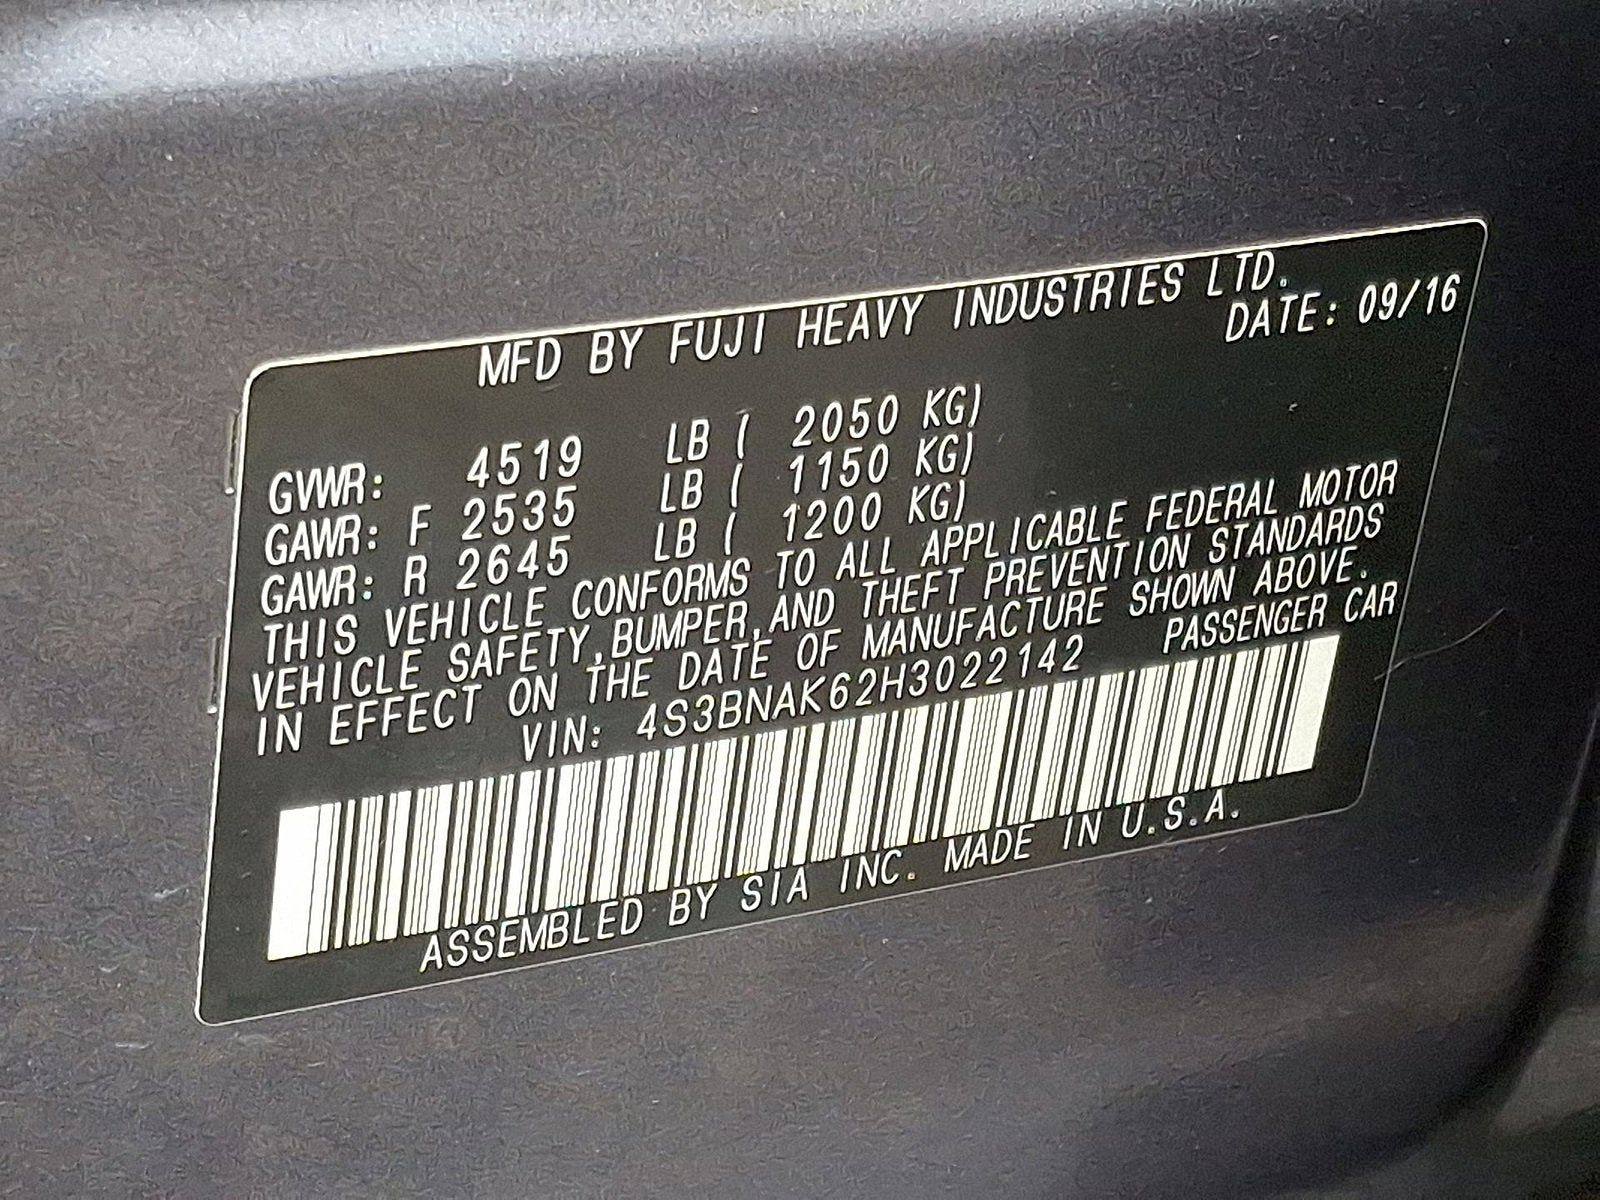 MFD BY FUJI HEAVY INDUSTRIES LTD.
DATE: 09/16
GVWR: 4519 LB ( 2050 KG)
GAWR: F 2535 LB ( 1150 KG)
GAWR: R 2645 LB ( 1200 KG)
THIS VEHICLE CONFORMS TO ALL APPLICABLE FEDERAL MOTOR
VEHICLE SAFETY,BUMPER,AND THEFT PREVENTION STANDARDS
IN EFFECT ON THE DATE OF MANUFACTURE SHOWN ABOVE.
VIN: 4S3BNAK62H3022142 PASSENGER CAR
ASSEMBLED BY SIA INC. MADE IN U.S.A.